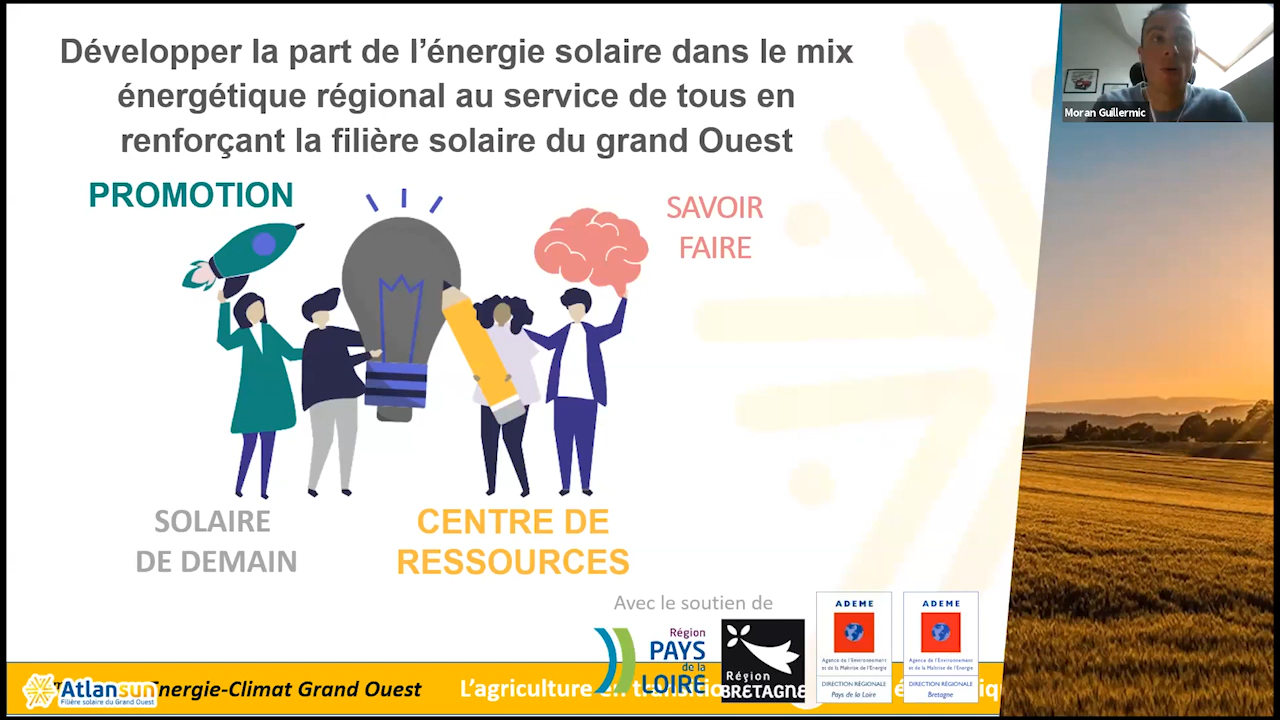 Développer la part de l’énergie solaire dans le mix
énergétique régional au service de tous en
renforçant la filière solaire du grand Ouest
Moran Guillermic
PROMOTION
SAVOIR
FAIRE
SOLAIRE
DE DEMAIN
CENTRE DE
RESSOURCES
Avec le soutien de
Région
PAYS
de la
LOIRE
Région
BRETAGNE
ADEME
Agence de l'Environnement
et de la Maîtrise de l'Energie
DIRECTION RÉGIONALE
Pays de la Loire
ADEME
Agence de l'Environnement
et de la Maîtrise de l'Energie
DIRECTION RÉGIONALE
Bretagne
Atlansun
Filière solaire du Grand Ouest
Energie-Climat Grand Ouest
L’agriculture en